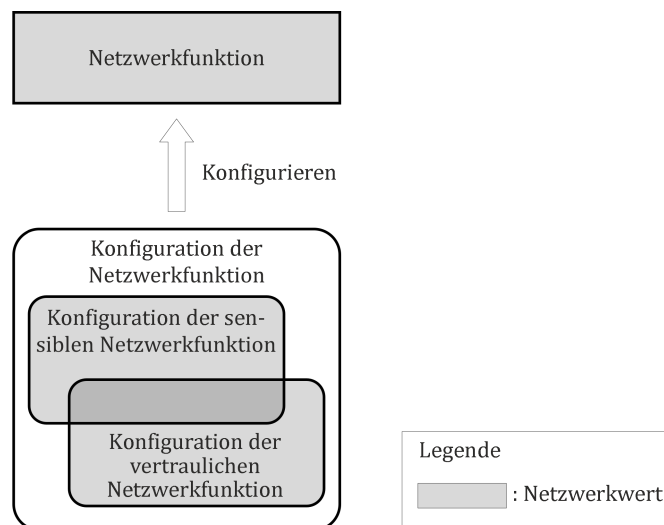 Netzwerkfunktion
Konfigurieren
Konfiguration der
Netzwerkfunktion
Konfiguration der sen-
siblen Netzwerkfunktion
Konfiguration der
vertraulichen
Netzwerkfunktion
Legende
: Netzwerkwert